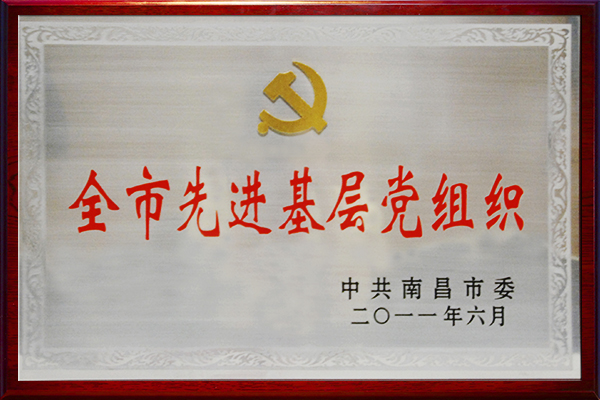 全市先进基层党组织
中共南昌市委
二〇一一年六月